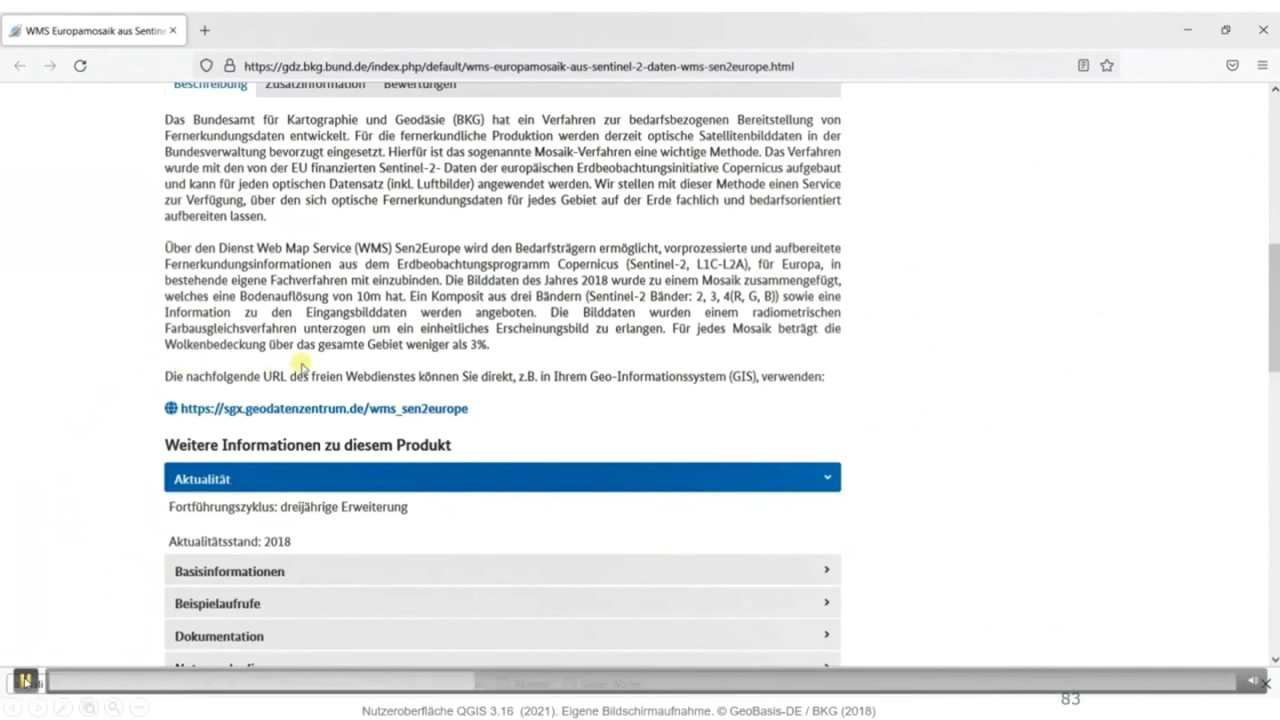 WMS Europamosaik aus Sentine
https://gdz.bkg.bund.de/index.php/default/wms-europamosaik-aus-sentinel-2-daten-wms-sen2europe.html
Beschreibung Zusatzinformation Bewertungen
Das Bundesamt für Kartographie und Geodäsie (BKG) hat ein Verfahren zur bedarfsbezogenen Bereitstellung von
Fernerkundungsdaten entwickelt. Für die fernerkundliche Produktion werden derzeit optische Satellitenbilddaten in der
Bundesverwaltung bevorzugt eingesetzt. Hierfür ist das sogenannte Mosaik-Verfahren eine wichtige Methode. Das Verfahren
wurde mit den von der EU finanzierten Sentinel-2- Daten der europäischen Erdbeobachtungsinitiative Copernicus aufgebaut
und kann für jeden optischen Datensatz (inkl. Luftbilder) angewendet werden. Wir stellen mit dieser Methode einen Service
zur Verfügung, über den sich optische Fernerkundungsdaten für jedes Gebiet auf der Erde fachlich und bedarfsorientiert
aufbereiten lassen.
Über den Dienst Web Map Service (WMS) Sen2Europe wird den Bedarfsträgern ermöglicht, vorprozessierte und aufbereitete
Fernerkundungsinformationen aus dem Erdbeobachtungsprogramm Copernicus (Sentinel-2, L1C-L2A), für Europa, in
bestehende eigene Fachverfahren mit einzubinden. Die Bilddaten des Jahres 2018 wurde zu einem Mosaik zusammengefügt,
welches eine Bodenauflösung von 10m hat. Ein Komposit aus drei Bändern (Sentinel-2 Bänder: 2, 3, 4(R, G, B)) sowie eine
Information zu den Eingangsbilddaten werden angeboten. Die Bilddaten wurden einem radiometrischen
Farbausgleichsverfahren unterzogen um ein einheitliches Erscheinungsbild zu erlangen. Für jedes Mosaik beträgt die
Wolkenbedeckung über das gesamte Gebiet weniger als 3%.
Die nachfolgende URL des freien Webdienstes können Sie direkt, z.B. in Ihrem Geo-Informationssystem (GIS), verwenden:
https://sgx.geodatenzentrum.de/wms_sen2europe
Weitere Informationen zu diesem Produkt
Aktualität
Fortführungszyklus: dreijährige Erweiterung
Aktualitätsstand: 2018
Basisinformationen
Beispielaufrufe
Dokumentation
83
Nutzeroberfläche QGIS 3.16 (2021). Eigene Bildschirmaufnahme. © GeoBasis-DE / BKG (2018)